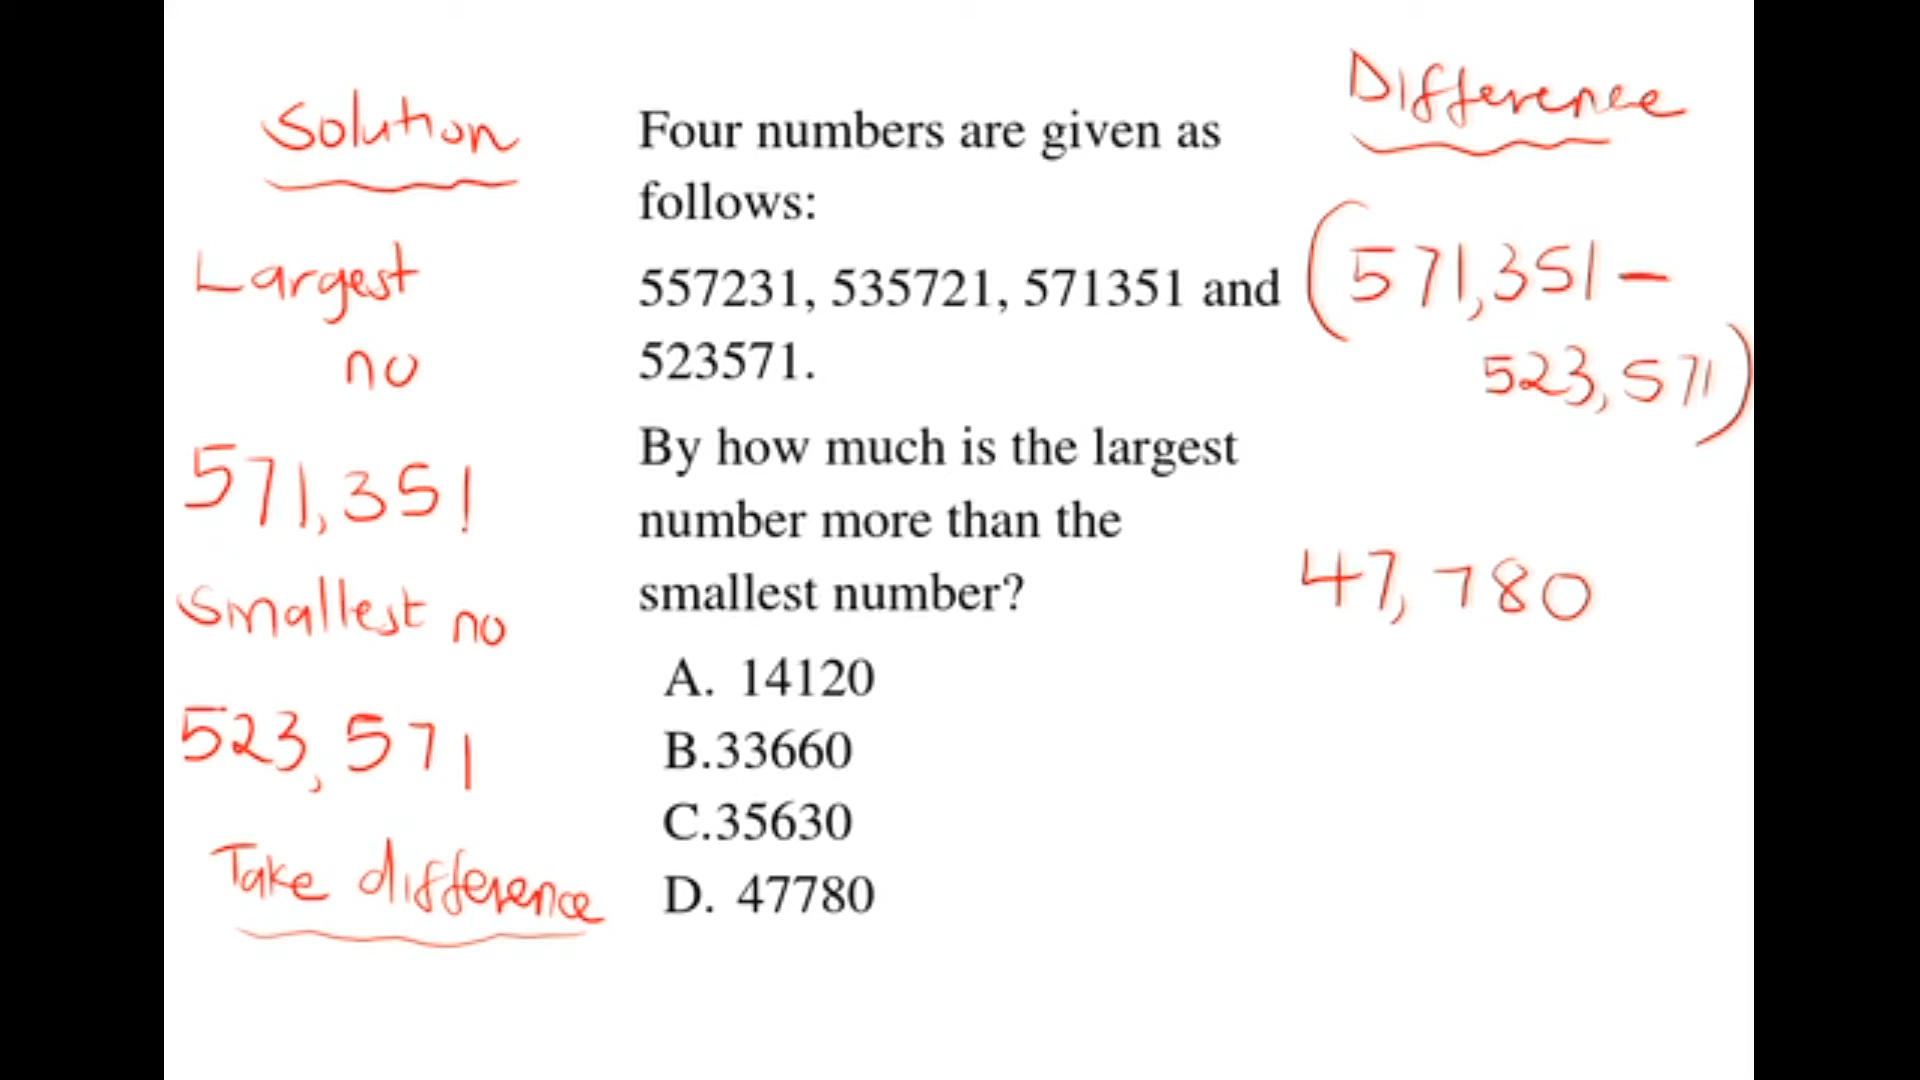 Solution
Largest
no
571,351
Smallest no
523,571
Take difference
Four numbers are given as
follows:
557231, 535721, 571351 and
523571.
By how much is the largest
number more than the
smallest number?
A. 14120
B.33660
C.35630
D. 47780
Difference
(571,351 -
523,571)
47,780